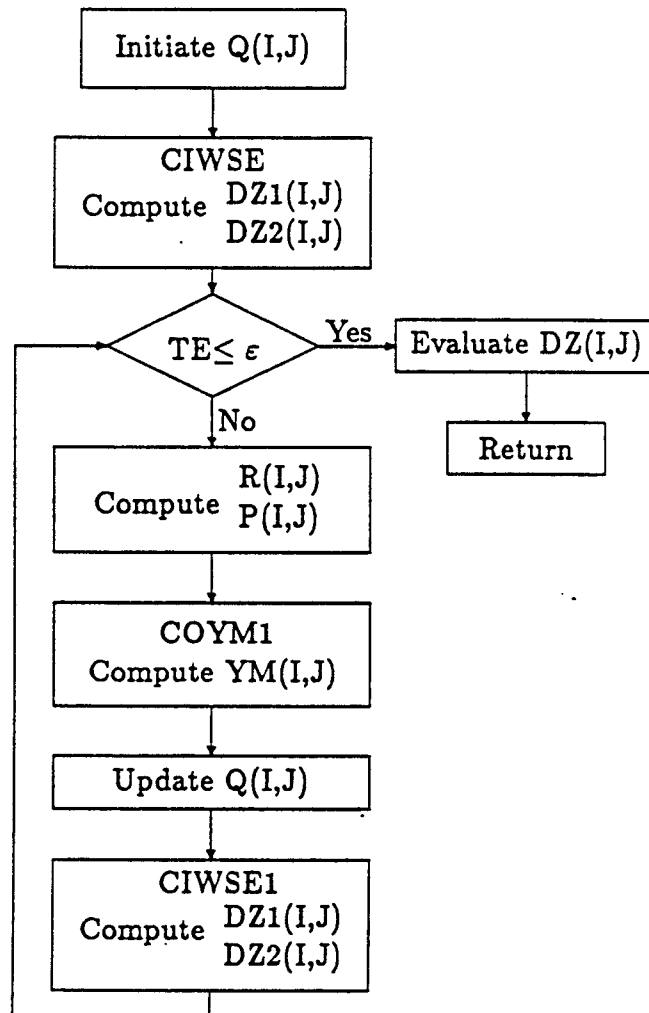 Initiate Q(I,J)
CIWSE
Compute DZ1(I,J)
DZ2(I,J)
TE≤ ε
Yes
Evaluate DZ(I,J)
Return
No
Compute R(I,J)
P(I,J)
COYM1
Compute YM(I,J)
Update Q(I,J)
CIWSE1
Compute DZ1(I,J)
DZ2(I,J)